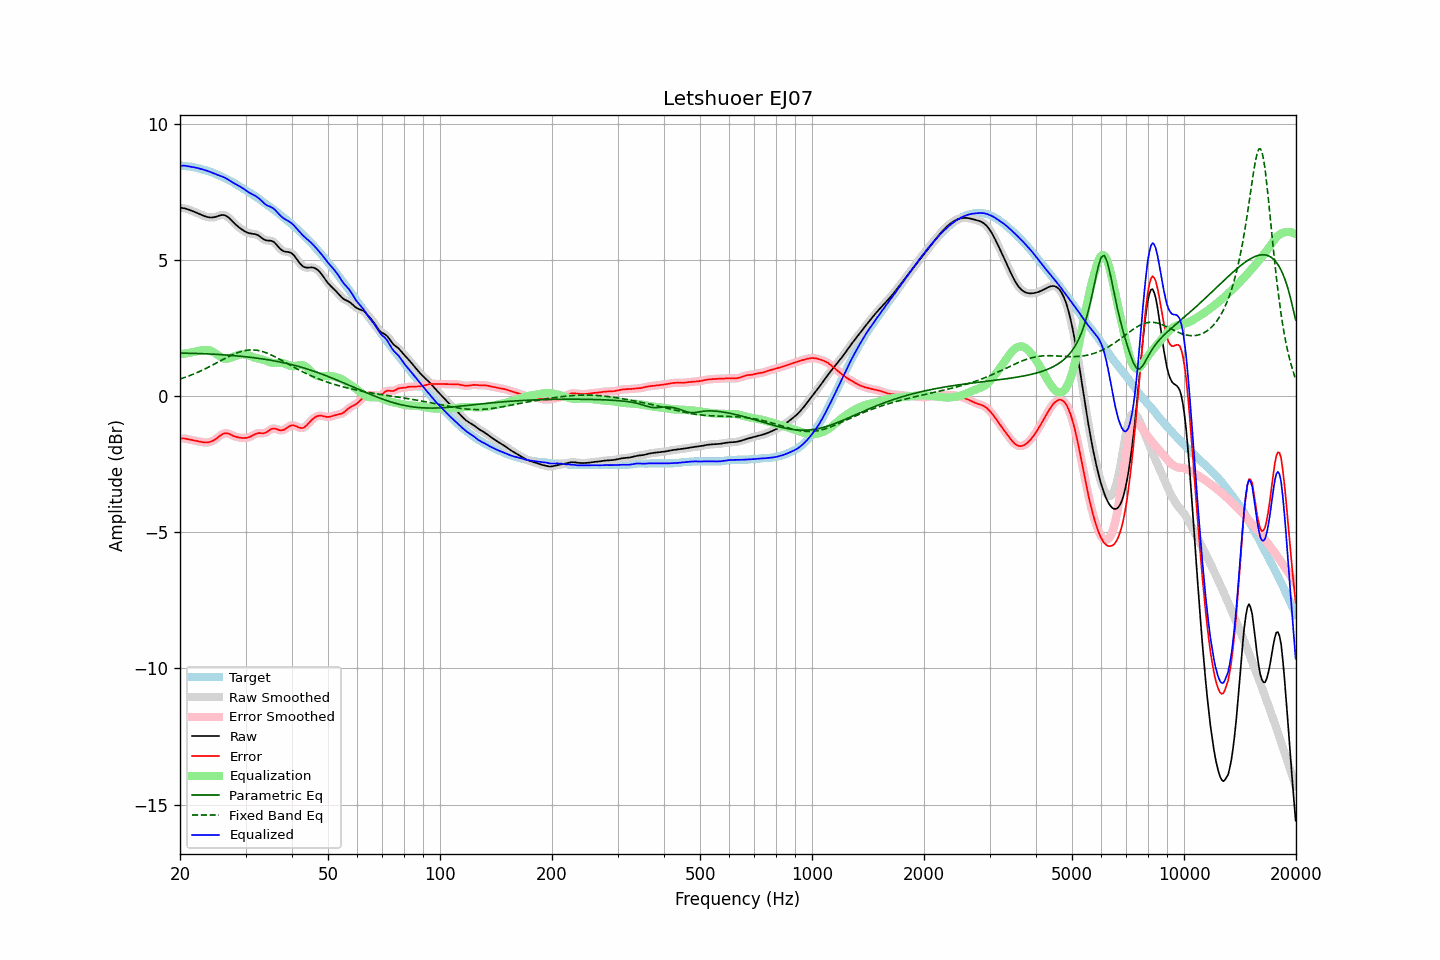 Letshuoer EJ07
Amplitude (dBr)
10
5
0
−5
−10
−15
Target
Raw Smoothed
Error Smoothed
Raw
Error
Equalization
Parametric Eq
Fixed Band Eq
Equalized
20
50
100
200
500
1000
2000
5000
10000
20000
Frequency (Hz)